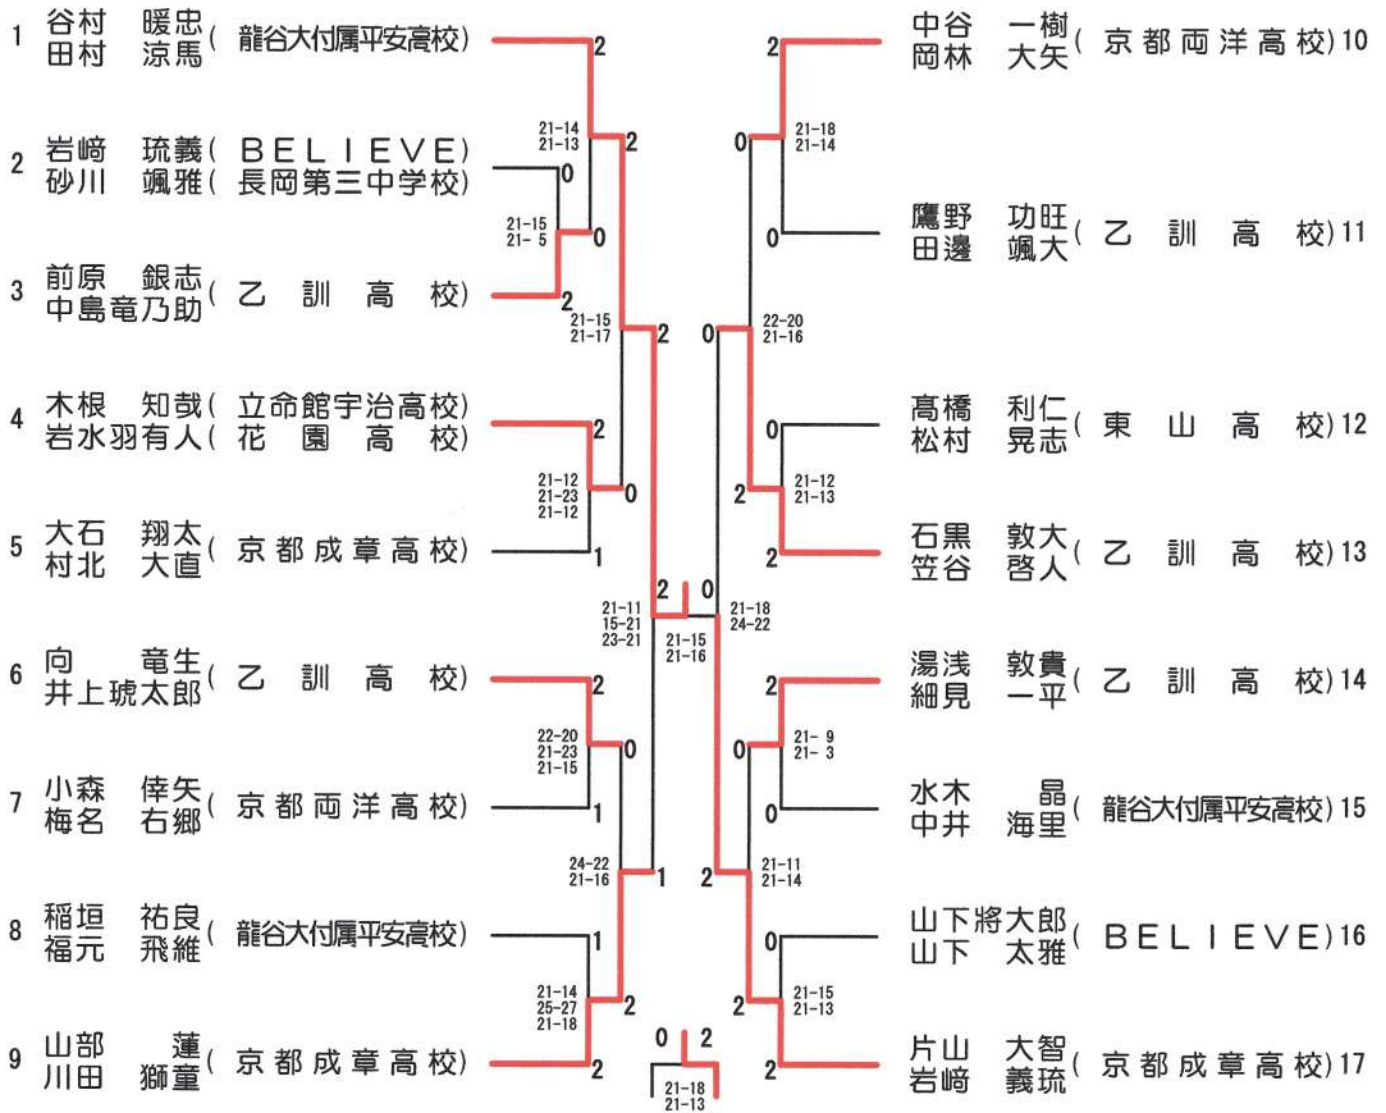 1 谷村 暖忠
田村 涼馬 (龍谷大付属平安高校)
2 岩﨑 琉義 (BELIEVE)
砂川 颯雅 (長岡第三中学校)
3 前原 銀志
中島竜乃助 (乙訓高校)
4 木根 知哉 (立命館宇治高校)
岩水羽有人 (花園高校)
5 大石 翔太
村北 大直 (京都成章高校)
6 向 竜生
井上琥太郎 (乙訓高校)
7 小森 倖矢
梅名 右郷 (京都両洋高校)
8 稲垣 祐良
福元 飛維 (龍谷大付属平安高校)
9 山部 蓮
川田 獅童 (京都成章高校)
2
21-14
21-13
2
0
21-15
21- 5
0
2
21-15
21-17
2
2
21-12
21-23
21-12
0
1
2
0
21-11
15-21
23-21
21-15
21-16
21-18
24-22
2
22-20
21-23
21-15
0
1
24-22
21-16
1
1
21-14
25-27
21-18
2
2
2
0
21-18
21-14
0
0
22-20
21-16
0
2
21-12
21-13
2
2
0
21- 9
21- 3
0
2
21-11
21-14
0
2
21-15
21-13
2
0 2
21-18
21-13
中谷 一樹
岡林 大矢 (京都両洋高校) 10
鷹野 功旺
田邊 颯大 (乙訓高校) 11
髙橋 利仁
松村 晃志 (東山高校) 12
石黒 敦大
笠谷 啓人 (乙訓高校) 13
湯浅 敦貴
細見 一平 (乙訓高校) 14
水木 晶
中井 海里 (龍谷大付属平安高校) 15
山下將大郎
山下 太雅 (BELIEVE) 16
片山 大智
岩﨑 義琉 (京都成章高校) 17